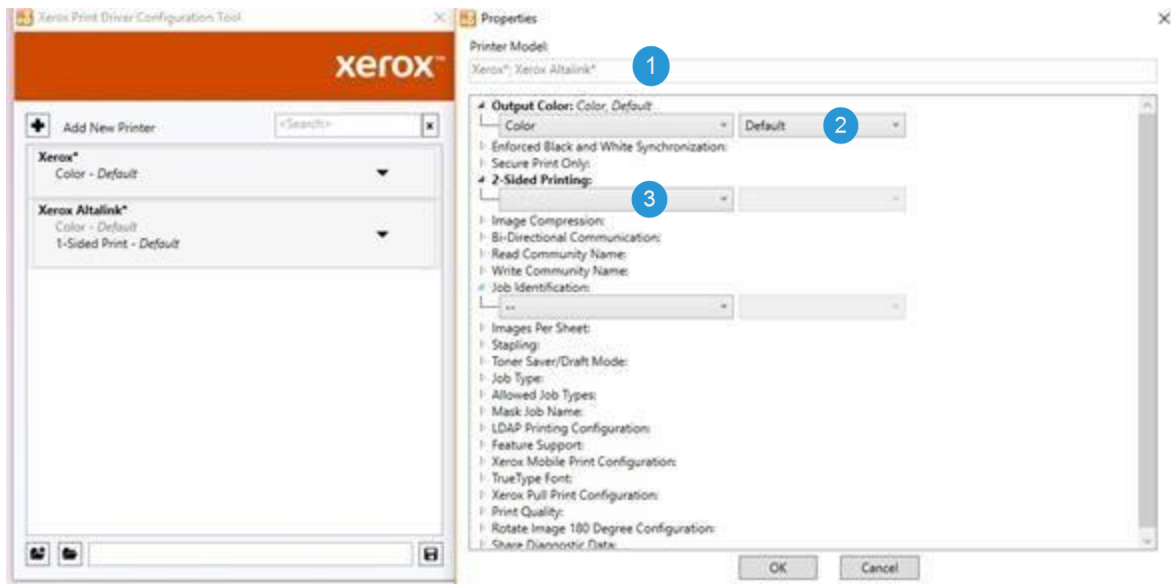 Xerox Print Driver Configuration Tool
xerox™
Add New Printer
<Search>
Xerox*
Color - Default
Xerox Altalink*
Color - Default
1-Sided Print - Default
Properties
Printer Model:
Xerox*; Xerox Altalink*
1
Output Color: Color, Default
Color
Default
2
Enforced Black and White Synchronization:
Secure Print Only:
2-Sided Printing:
3
Image Compression:
Bi-Directional Communication:
Read Community Name:
Write Community Name:
Job Identification:
--
Images Per Sheet:
Stapling:
Toner Saver/Draft Mode:
Job Type:
Allowed Job Types:
Mask Job Name:
LDAP Printing Configuration:
Feature Support:
Xerox Mobile Print Configuration:
TrueType Font:
Xerox Pull Print Configuration:
Print Quality:
Rotate Image 180 Degree Configuration:
Share Diagnostic Data:
OK
Cancel